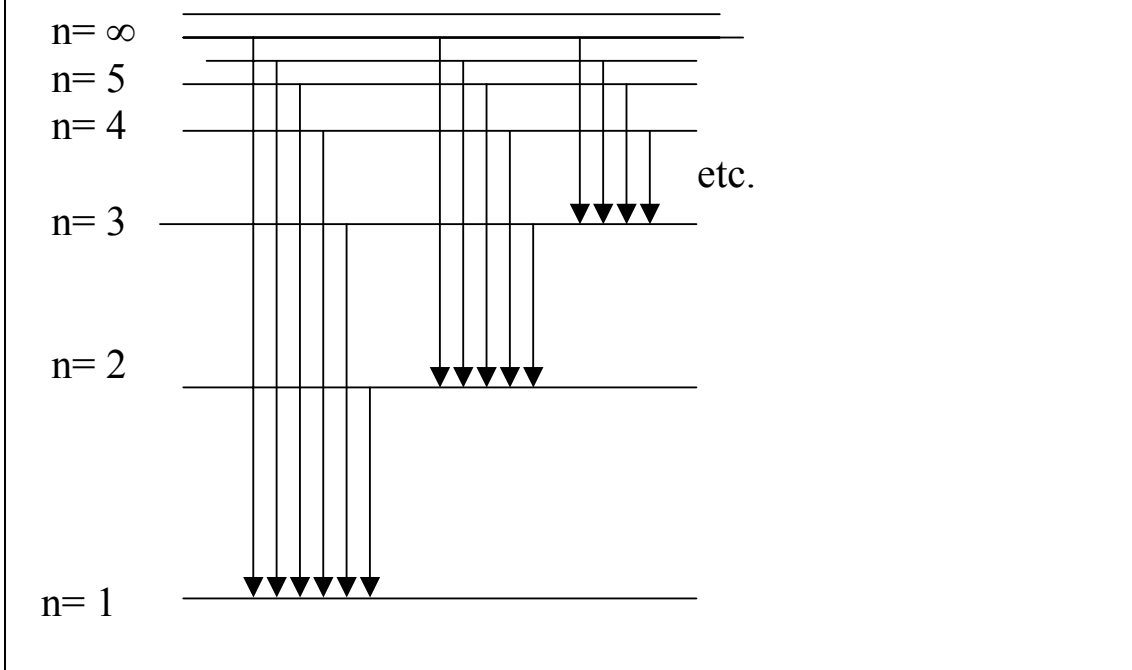 n= ∞
n= 5
n= 4
etc.
n= 3
n= 2
n= 1